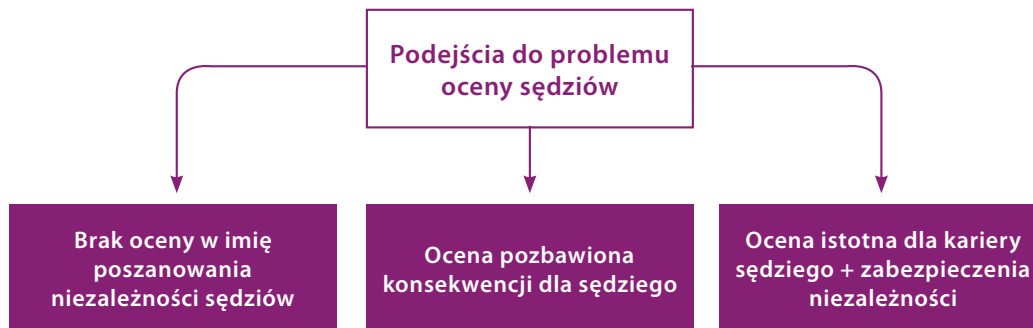 Podejścia do problemu
oceny sędziów
Brak oceny w imię
poszanowania
niezależności sędziów
Ocena pozbawiona
konsekwencji dla sędziego
Ocena istotna dla kariery
sędziego + zabezpieczenia
niezależności